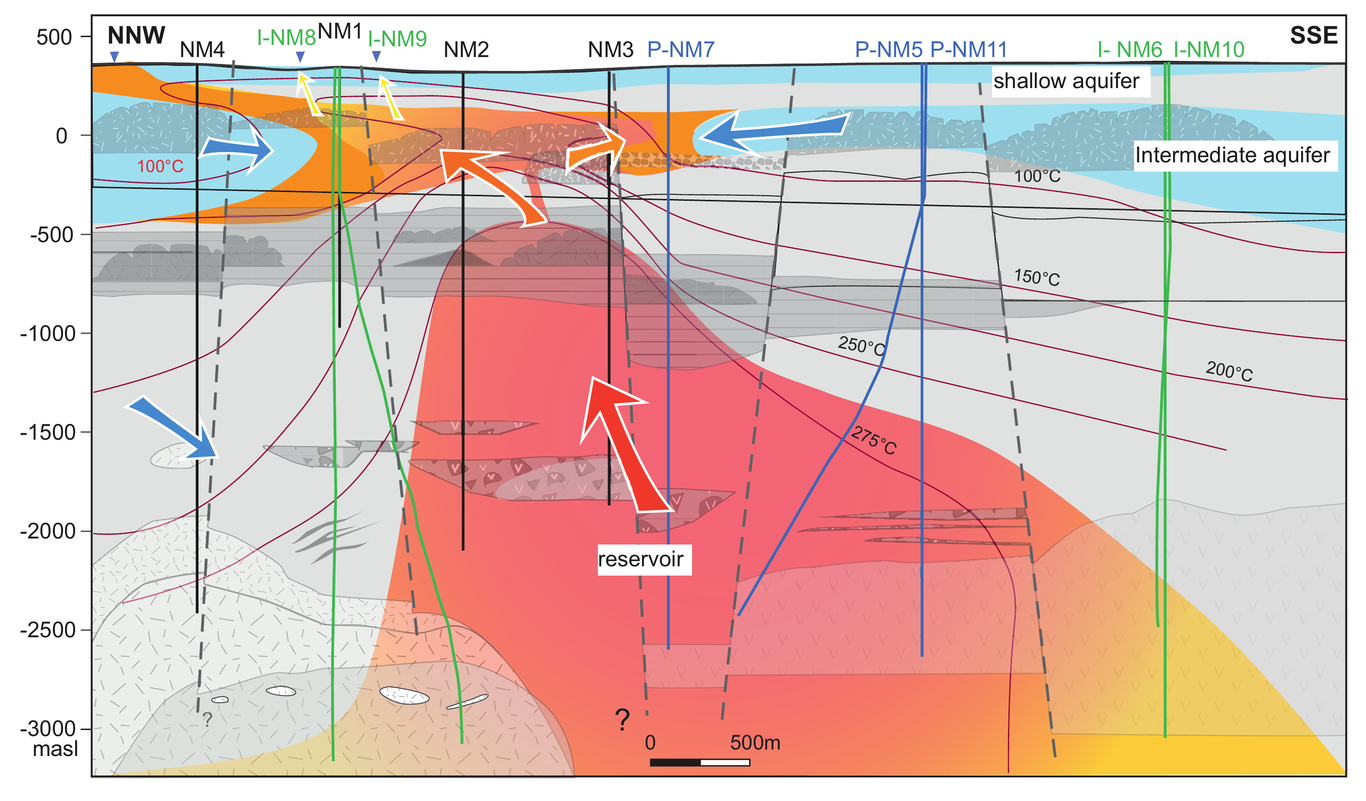 NNW
SSE
NM4
I-NM8
NM1
I-NM9
NM2
NM3
P-NM7
P-NM5
P-NM11
I- NM6
I-NM10
500
0
-500
-1000
-1500
-2000
-2500
-3000
masl
shallow aquifer
Intermediate aquifer
100°C
100°C
150°C
250°C
200°C
275°C
reservoir
?
?
0
500m